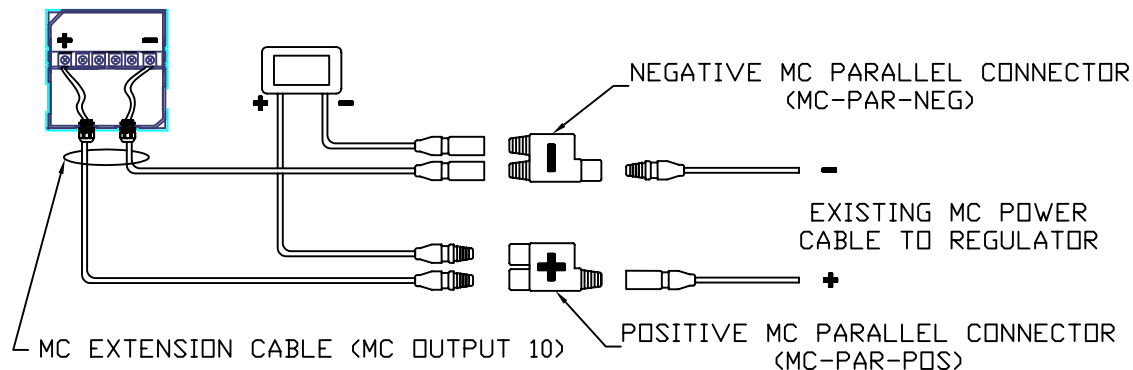 + -
+ -
NEGATIVE MC PARALLEL CONNECTOR
(MC-PAR-NEG)
-
-
EXISTING MC POWER
CABLE TO REGULATOR
+
+
MC EXTENSION CABLE (MC OUTPUT 10)
POSITIVE MC PARALLEL CONNECTOR
(MC-PAR-POS)